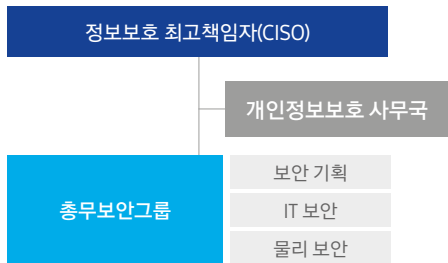 정보보호 최고책임자(CISO)
개인정보보호 사무국
총무보안그룹
보안 기획
IT 보안
물리 보안